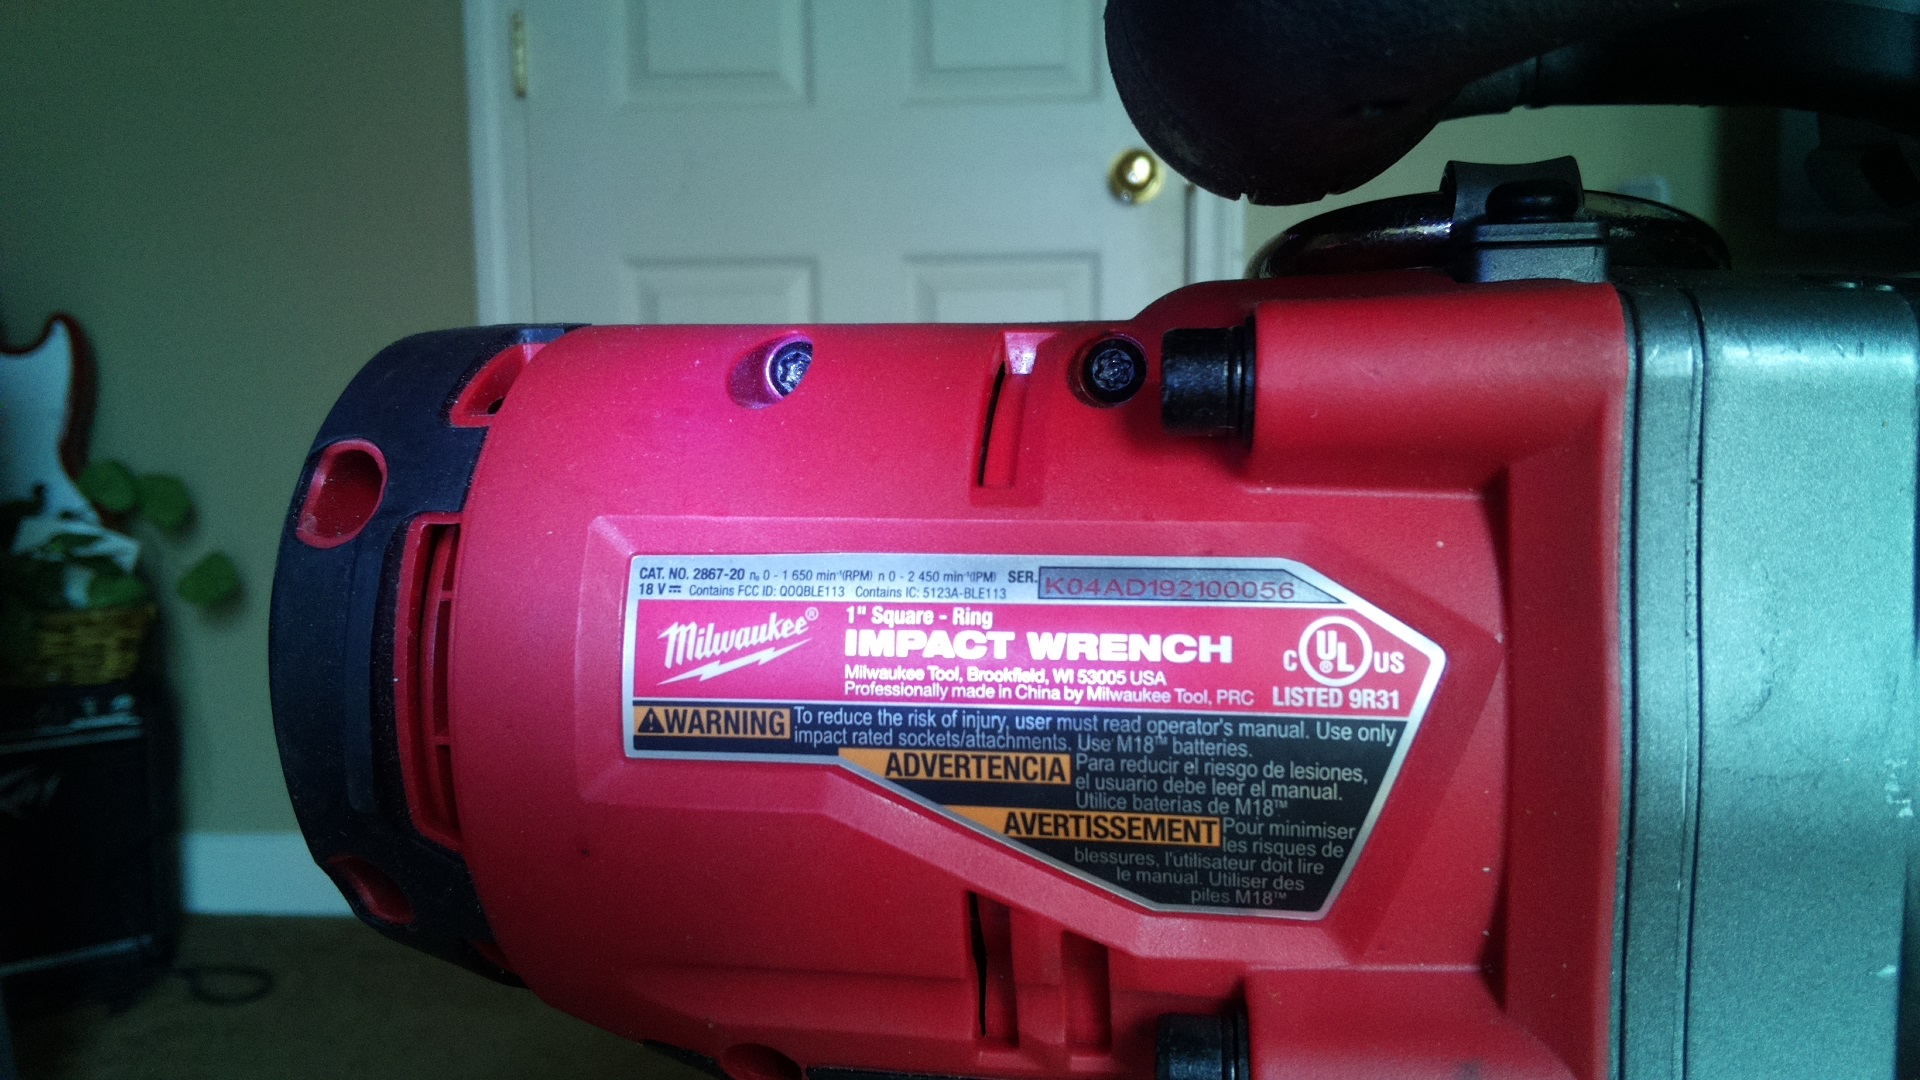 CAT. NO. 2867-20 n₀ 0 - 1 650 min⁻¹(RPM) n 0 - 2 450 min⁻¹(IPM) SER. K04AD192100056
18 V Contains FCC ID: QOQBLE113 Contains IC: 5123A-BLE113
Milwaukee®
1" Square - Ring
IMPACT WRENCH
Milwaukee Tool, Brookfield, WI 53005 USA
Professionally made in China by Milwaukee Tool, PRC
C UL® US
LISTED 9R31
WARNING To reduce the risk of injury, user must read operator's manual. Use only
impact rated sockets/attachments. Use M18™ batteries.
ADVERTENCIA Para reducir el riesgo de lesiones,
el usuario debe leer el manual.
Utilice baterías de M18™
AVERTISSEMENT Pour minimiser
les risques de
blessures, l'utilisateur doit lire
le manual. Utiliser des
piles M18™